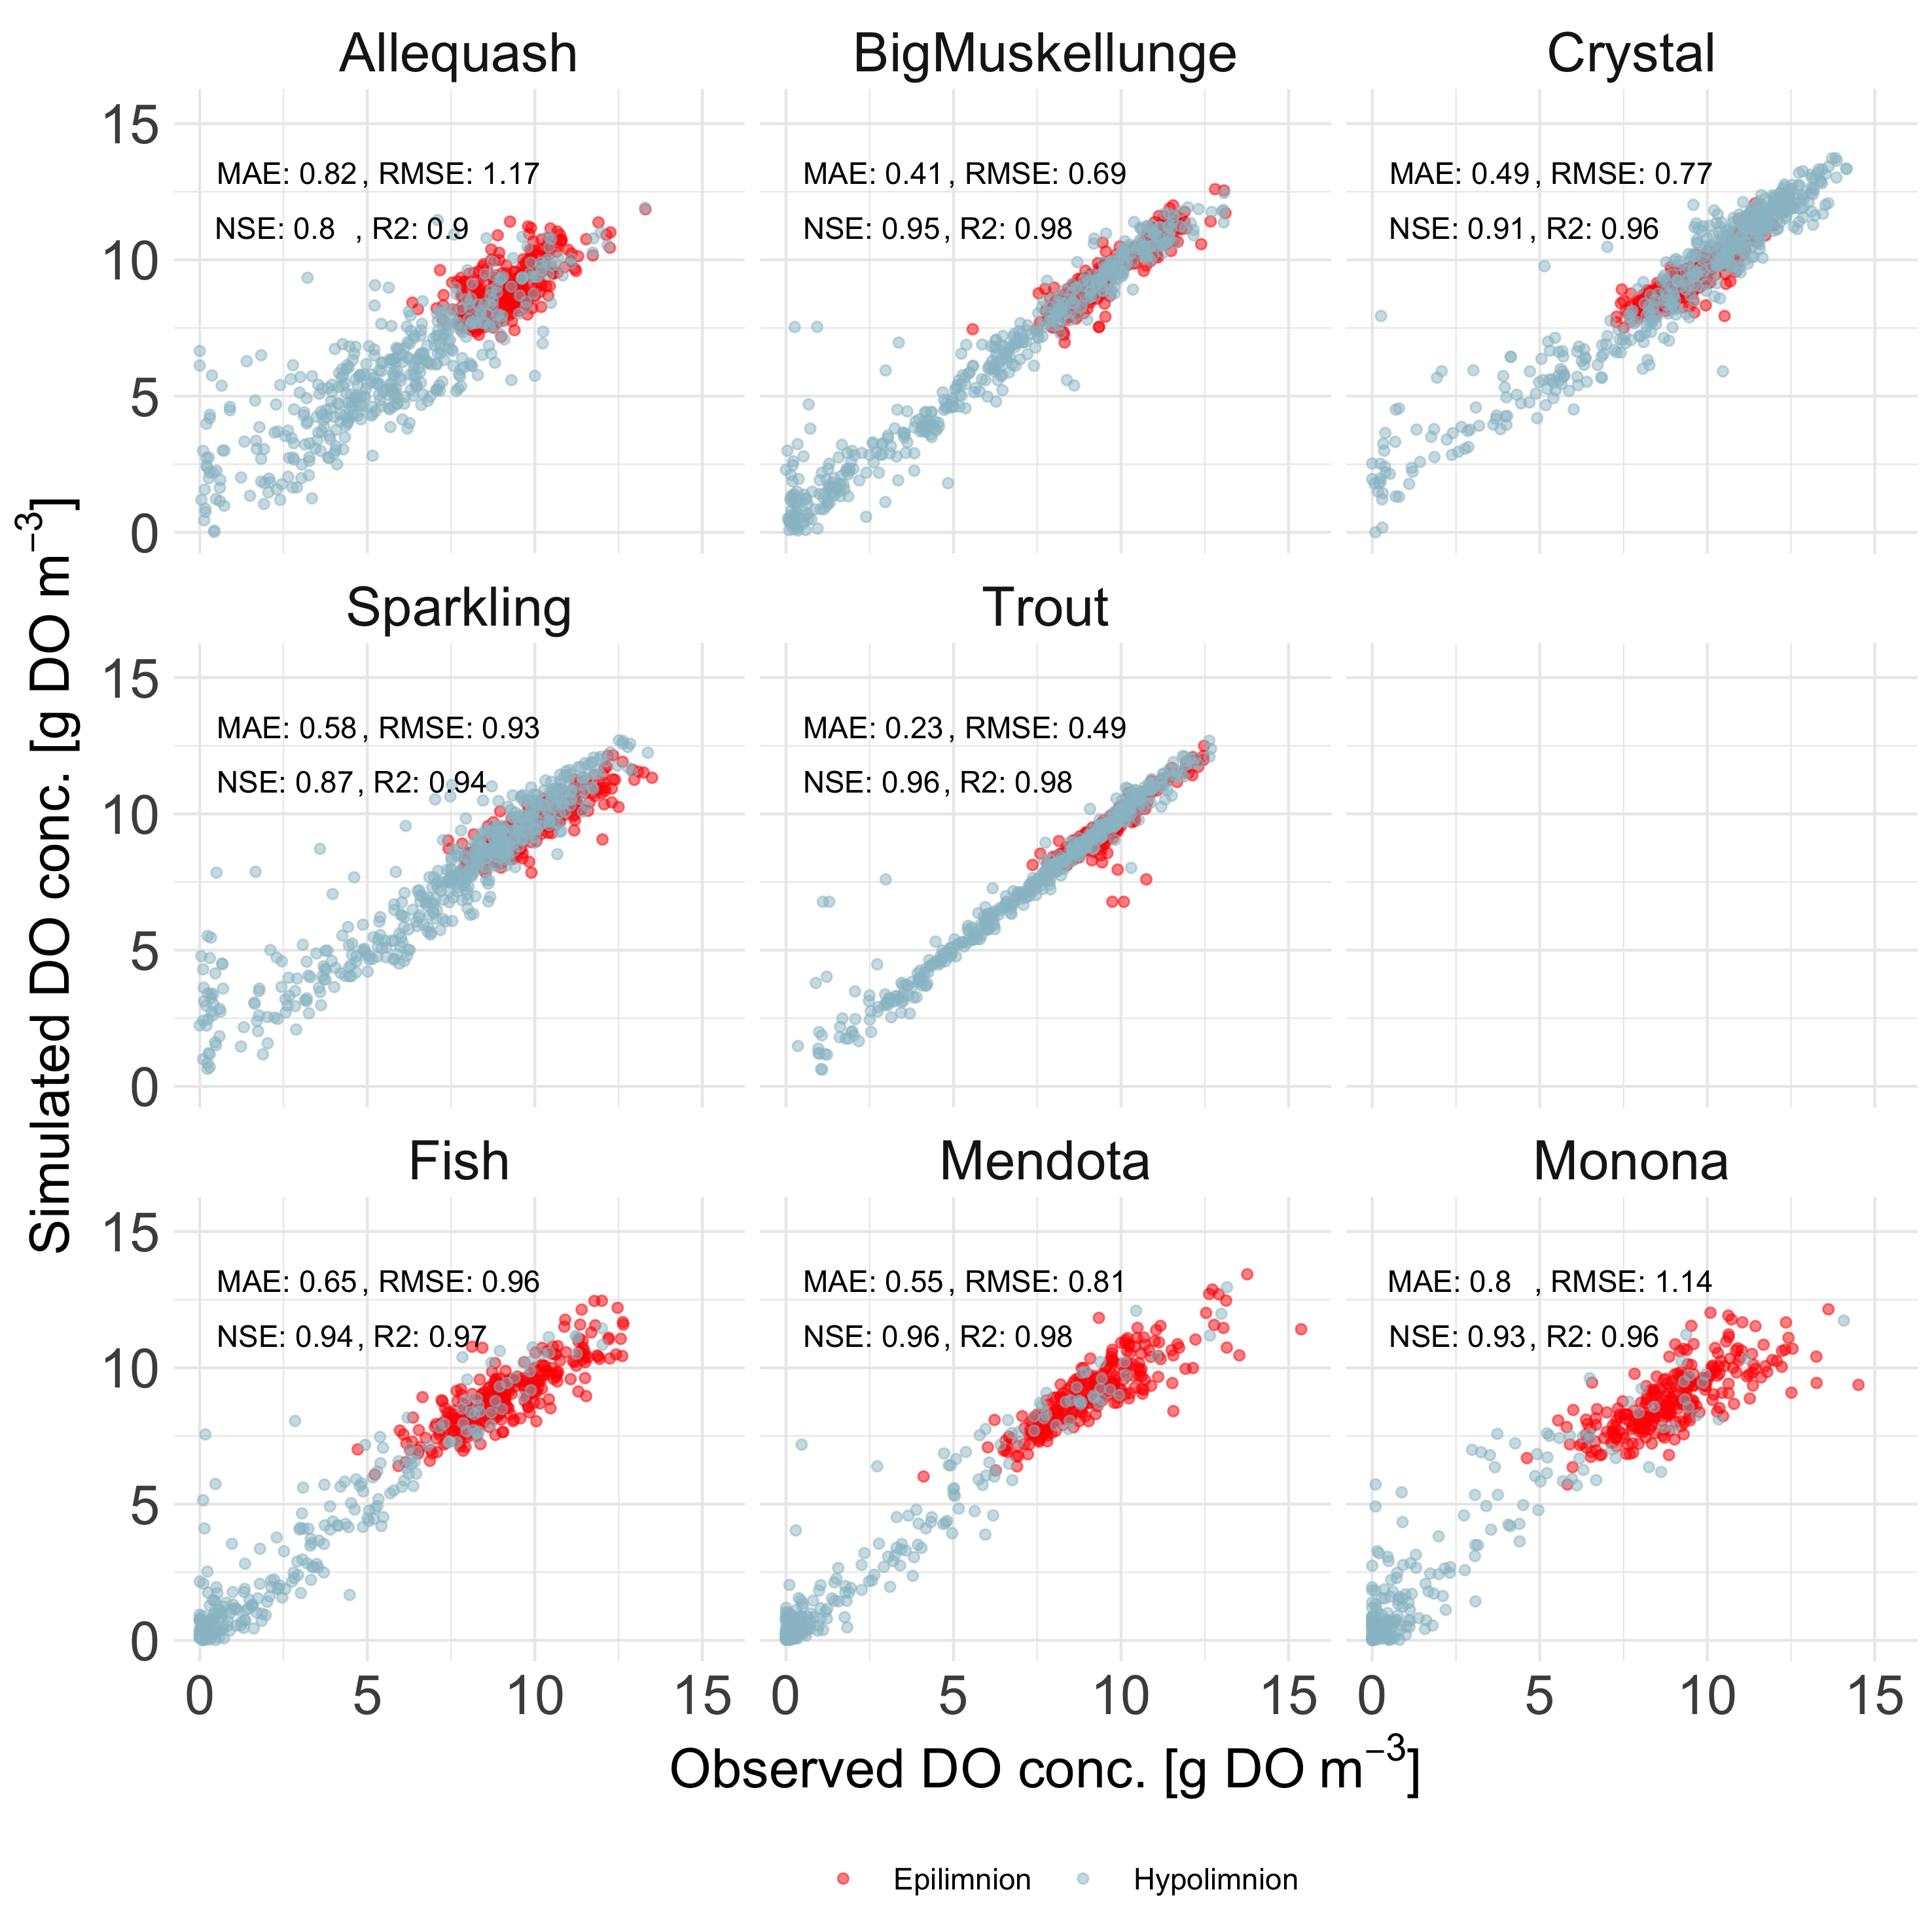 Allequash BigMuskellunge Crystal
15
MAE: 0.82, RMSE: 1.17 MAE: 0.41, RMSE: 0.69 MAE: 0.49, RMSE: 0.77
NSE: 0.8 , R2: 0.9 NSE: 0.95, R2: 0.98 NSE: 0.91, R2: 0.96
10
5
0
Sparkling Trout
15
MAE: 0.58, RMSE: 0.93 MAE: 0.23, RMSE: 0.49
NSE: 0.87, R2: 0.94 NSE: 0.96, R2: 0.98
10
5
0
Simulated DO conc. [g DO m⁻³]
Fish Mendota Monona
15
MAE: 0.65, RMSE: 0.96 MAE: 0.55, RMSE: 0.81 MAE: 0.8 , RMSE: 1.14
NSE: 0.94, R2: 0.97 NSE: 0.96, R2: 0.98 NSE: 0.93, R2: 0.96
10
5
0
0 5 10 15 0 5 10 15 0 5 10 15
Observed DO conc. [g DO m⁻³]
Epilimnion Hypolimnion